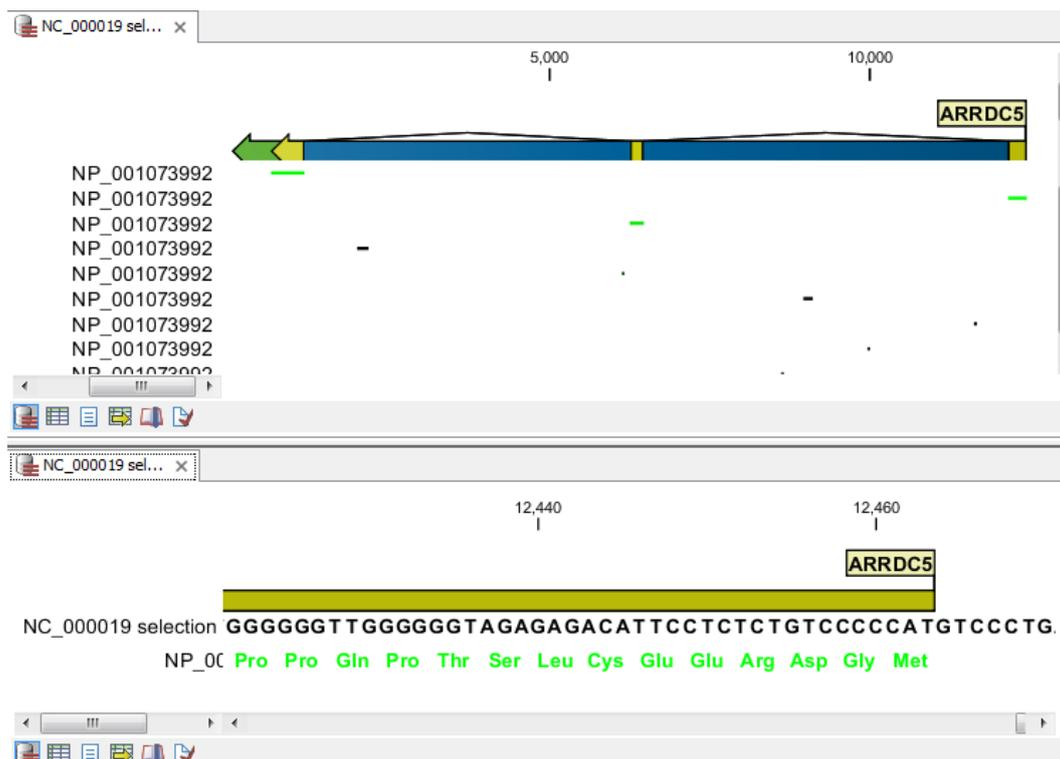 NC_000019 sel...
5,000 10,000
ARRDC5
NP_001073992
NP_001073992
NP_001073992
NP_001073992
NP_001073992
NP_001073992
NP_001073992
NP_001073992
NP_001073992
NC_000019 sel...
12,440 12,460
ARRDC5
NC_000019 selection GGGGGGTTGGGGGGTAGAGAGACATTCCTCTCTGTCCCCCATGTCCCTG
NP_00 Pro Pro Gln Pro Thr Ser Leu Cys Glu Glu Arg Asp Gly Met